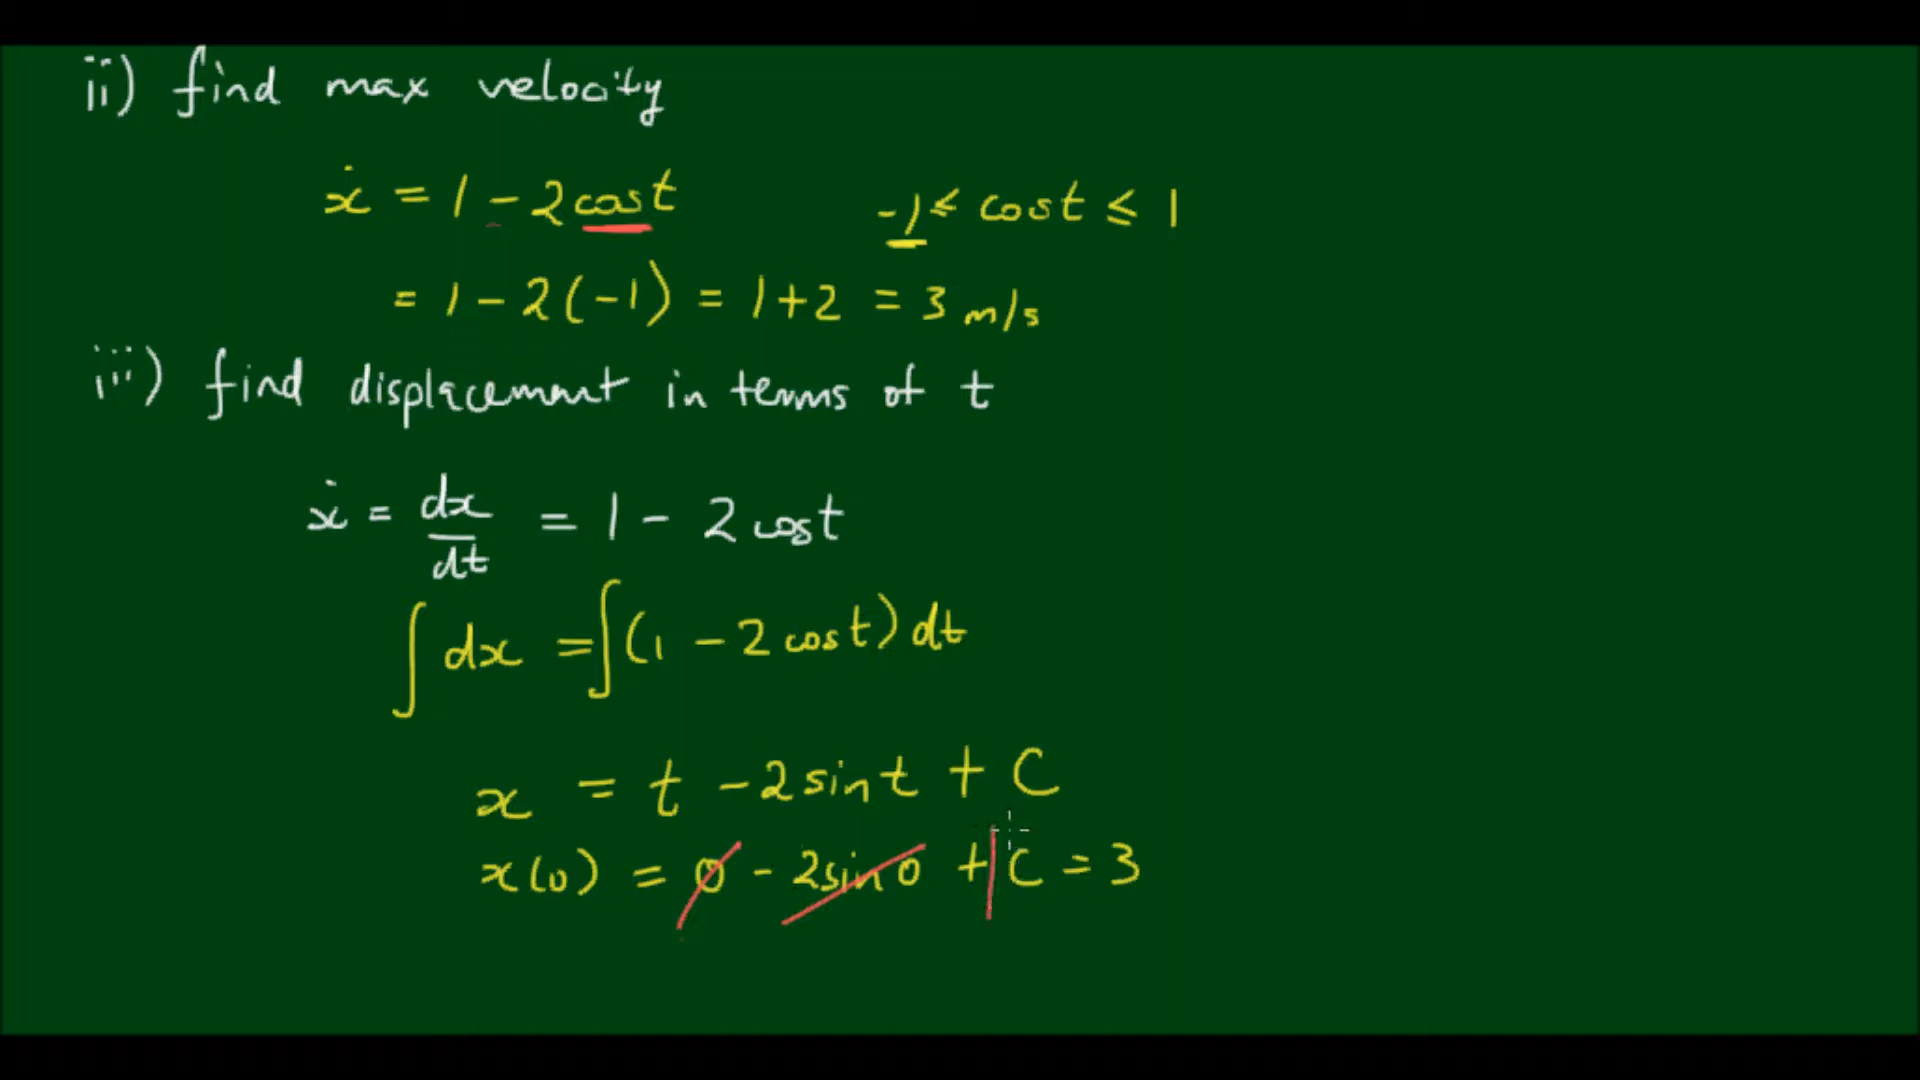 ii) find max velocity
ẋ = 1 - 2cost -1 ≤ cost ≤ 1
= 1 - 2(-1) = 1+2 = 3 m/s
iii) find displacement in terms of t
ẋ = dx/dt = 1 - 2cost
∫ dx = ∫(1 - 2cost)dt
x = t - 2sint + C
x(0) = 0 - 2sin0 + C = 3